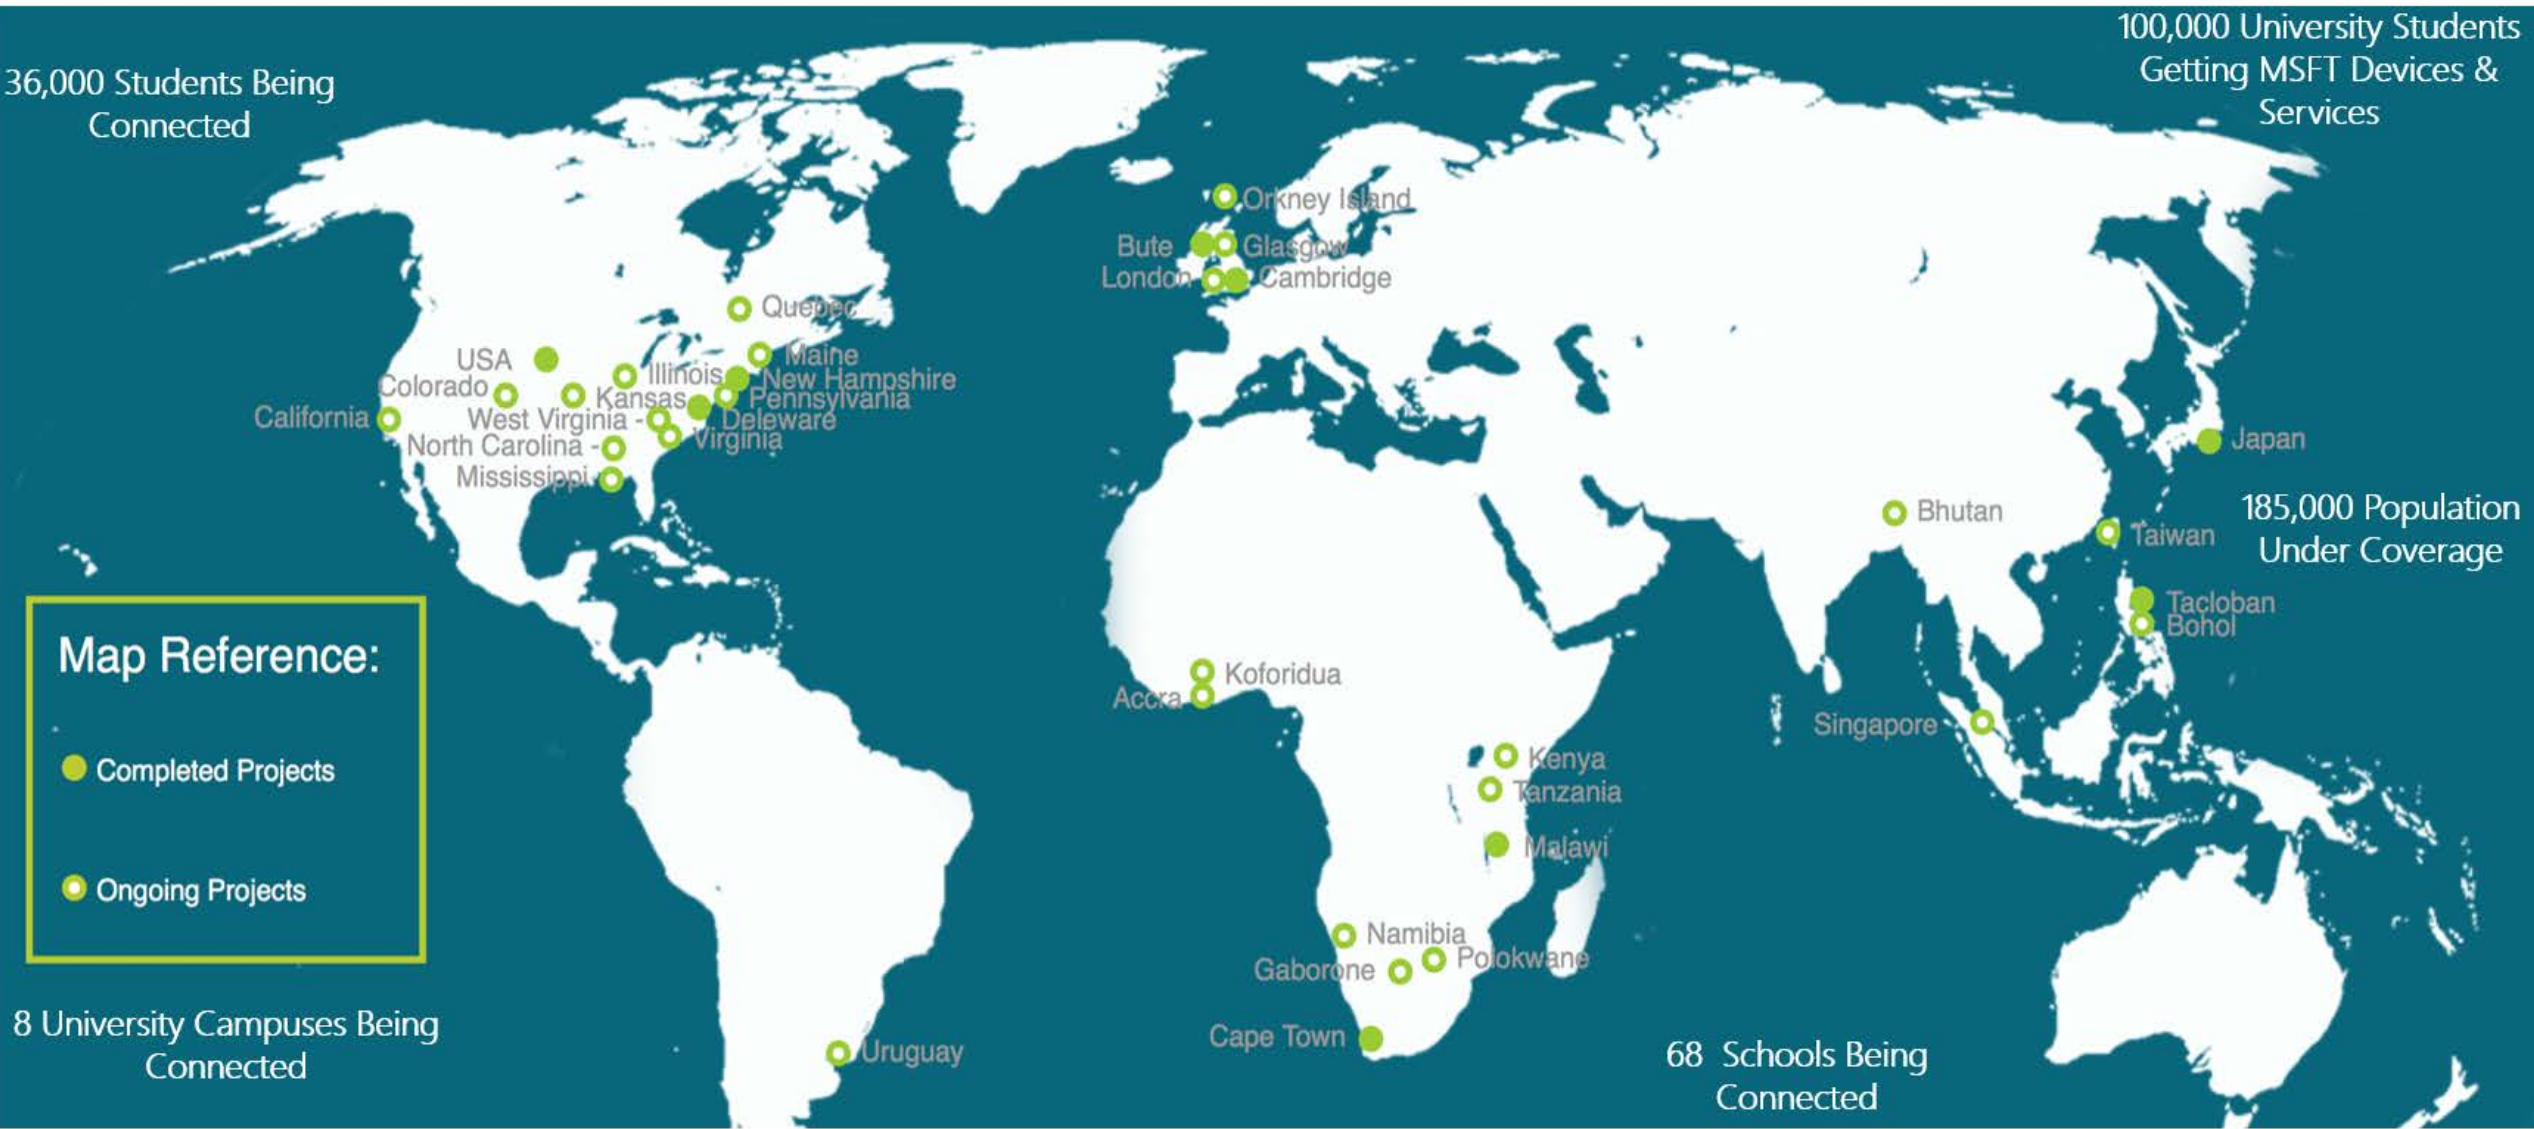 100,000 University Students
Getting MSFT Devices &
Services
36,000 Students Being
Connected
Orkney Island
Bute
Glasgow
London
Cambridge
Quebec
USA
Maine
Illinois
New Hampshire
Colorado
Kansas
Pennsylvania
California
West Virginia -
Deleware
Virginia
North Carolina -
Mississippi
Japan
185,000 Population
Under Coverage
Bhutan
Taiwan
Tacloban
Bohol
Map Reference:
Completed Projects
Ongoing Projects
Koforidua
Accra
Singapore
Kenya
Tanzania
Malawi
Namibia
Polokwane
Gaborone
Cape Town
Uruguay
8 University Campuses Being
Connected
68 Schools Being
Connected